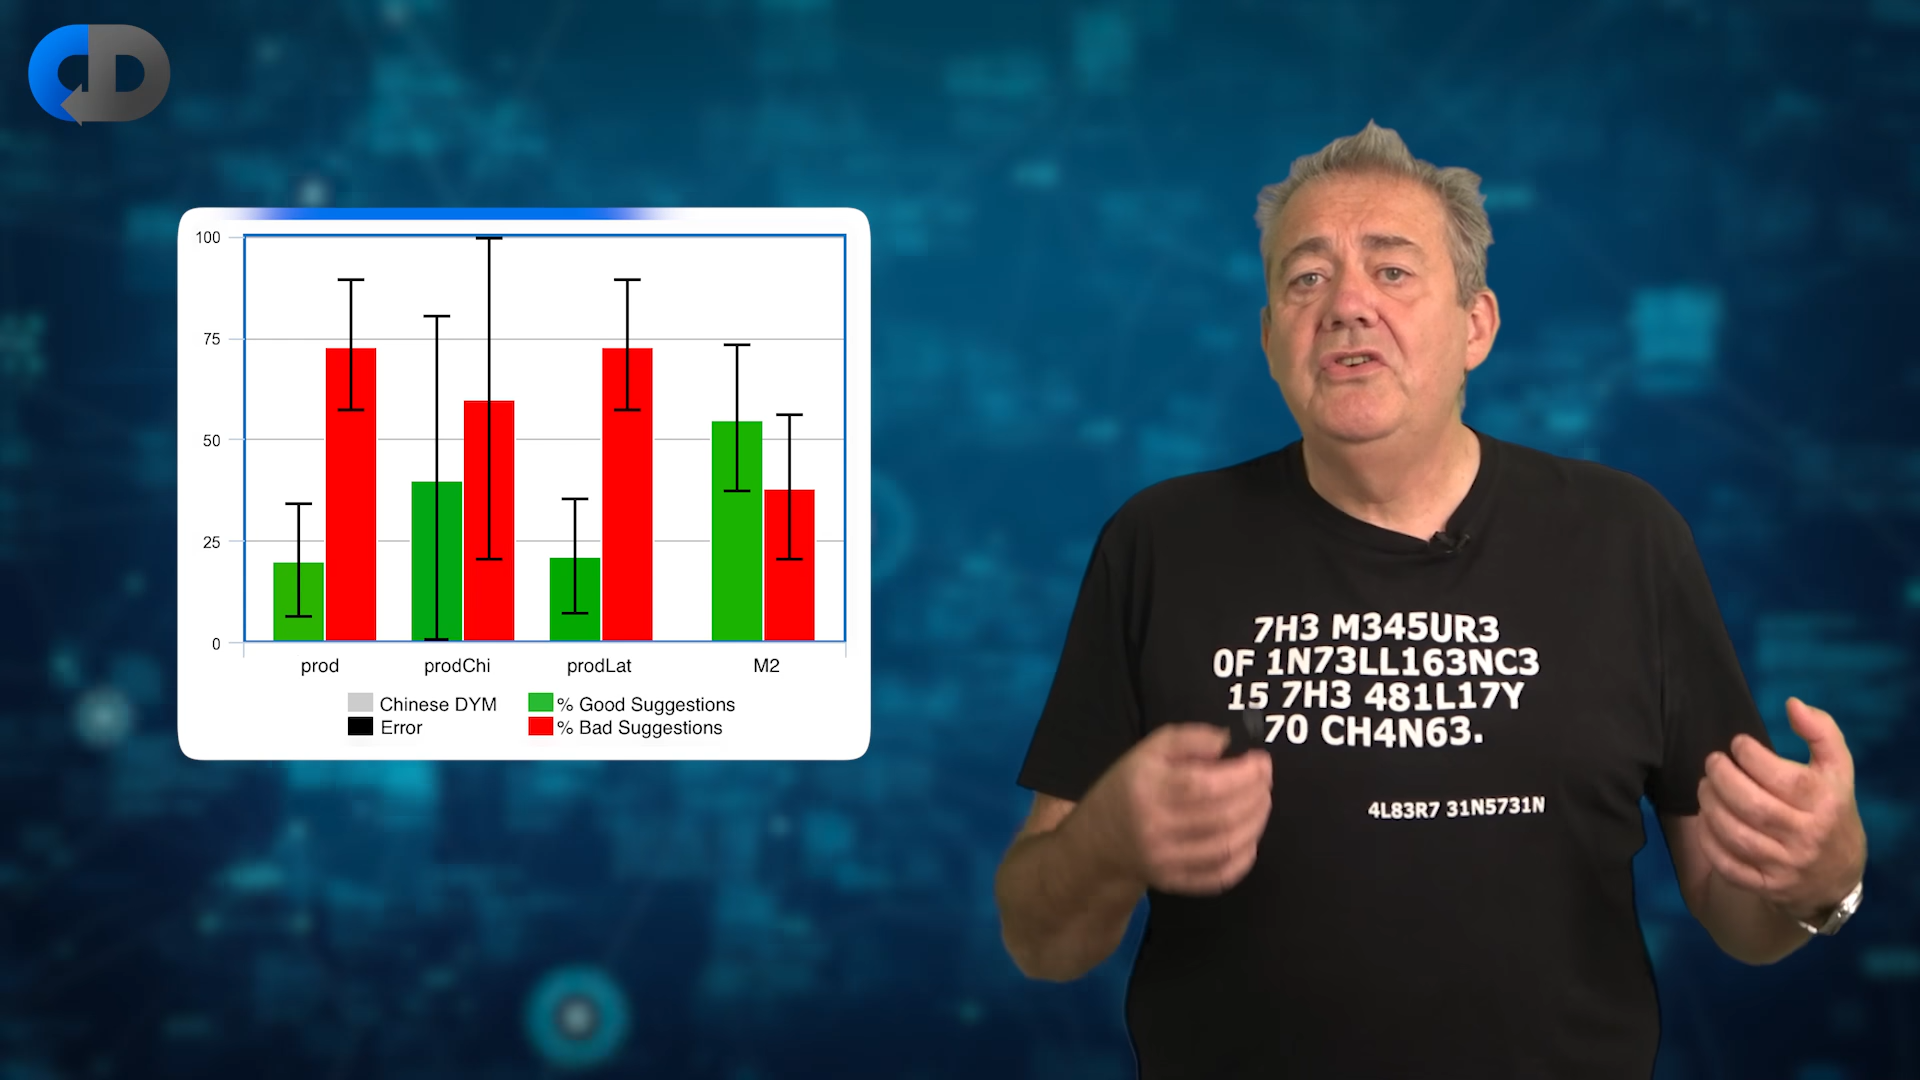 CD
100
75
50
25
0
prod prodChi prodLat M2
Chinese DYM % Good Suggestions
Error % Bad Suggestions
7H3 M345UR3
0F 1N73LL163NC3
15 7H3 481L17Y
70 CH4N63.
4L83R7 31N5731N